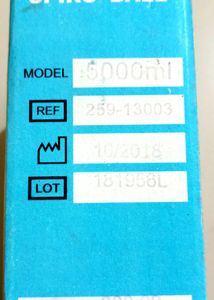 MODEL 5000ml
REF 259-13003
10/2018
LOT 181956L